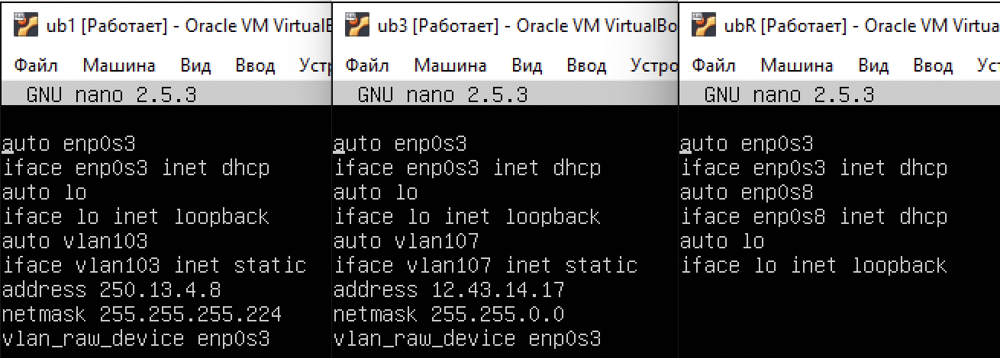 ub1 [Работает] - Oracle VM VirtualB
Файл Машина Вид Ввод Устр
GNU nano 2.5.3
auto enp0s3
iface enp0s3 inet dhcp
auto lo
iface lo inet loopback
auto vlan103
iface vlan103 inet static
address 250.13.4.8
netmask 255.255.255.224
vlan_raw_device enp0s3
ub3 [Работает] - Oracle VM VirtualBo
Файл Машина Вид Ввод Устро
GNU nano 2.5.3
auto enp0s3
iface enp0s3 inet dhcp
auto lo
iface lo inet loopback
auto vlan107
iface vlan107 inet static
address 12.43.14.17
netmask 255.255.0.0
vlan_raw_device enp0s3
ubR [Работает] - Oracle VM Virtua
Файл Машина Вид Ввод Уст
GNU nano 2.5.3
auto enp0s3
iface enp0s3 inet dhcp
auto enp0s8
iface enp0s8 inet dhcp
auto lo
iface lo inet loopback